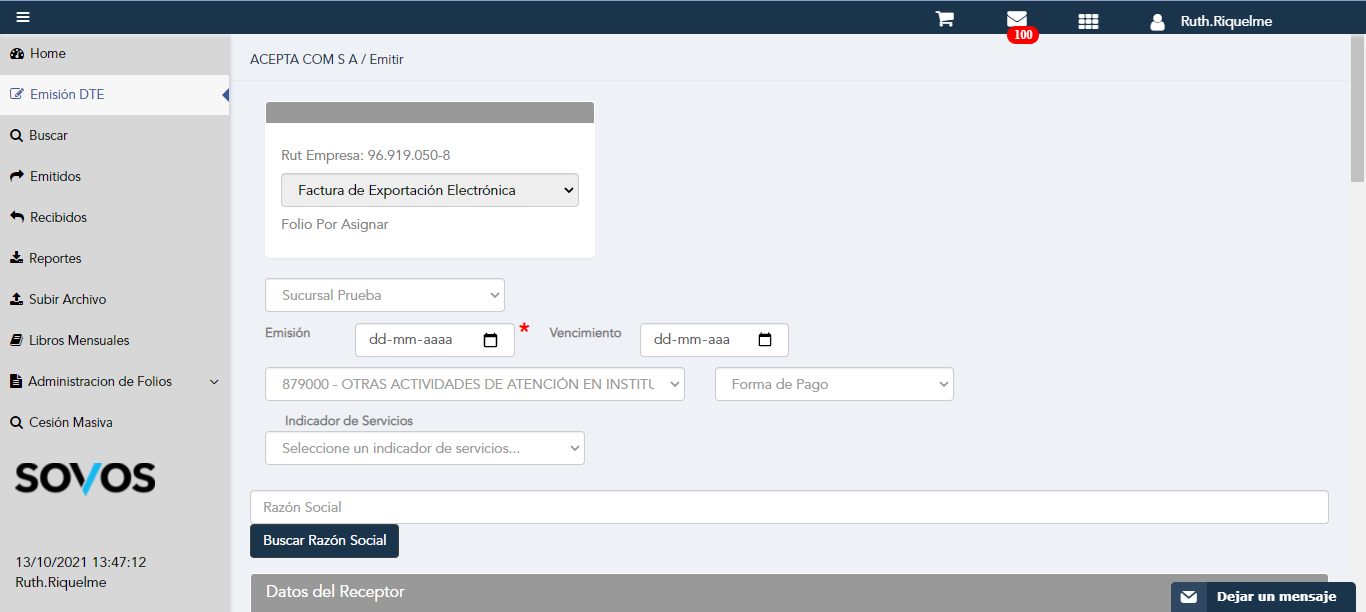 Ruth.Riquelme
100
Home
Emisión DTE
Buscar
Emitidos
Recibidos
Reportes
Subir Archivo
Libros Mensuales
Administracion de Folios
Cesión Masiva
SOVOS
13/10/2021 13:47:12
Ruth.Riquelme
ACEPTA COM S A / Emitir
Rut Empresa: 96.919.050-8
Factura de Exportación Electrónica
Folio Por Asignar
Sucursal Prueba
Emisión dd-mm-aaaa * Vencimiento dd-mm-aaa
879000 - OTRAS ACTIVIDADES DE ATENCIÓN EN INSTITU Forma de Pago
Indicador de Servicios
Seleccione un indicador de servicios...
Razón Social
Buscar Razón Social
Datos del Receptor
Dejar un mensaje